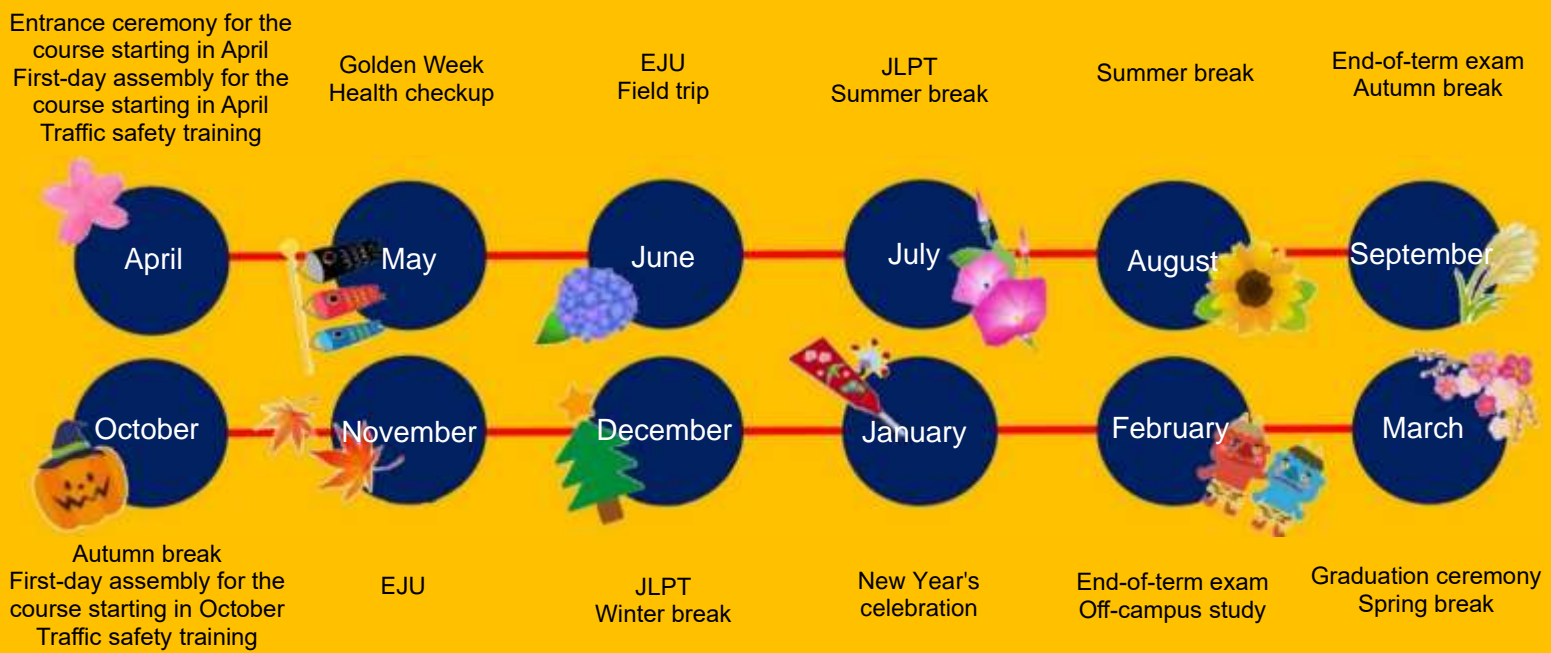 Entrance ceremony for the
course starting in April
First-day assembly for the
course starting in April
Traffic safety training
Golden Week
Health checkup
EJU
Field trip
JLPT
Summer break
Summer break
End-of-term exam
Autumn break
April
May
June
July
August
September
October
November
December
January
February
March
Autumn break
First-day assembly for the
course starting in October
Traffic safety training
EJU
JLPT
Winter break
New Year's
celebration
End-of-term exam
Off-campus study
Graduation ceremony
Spring break